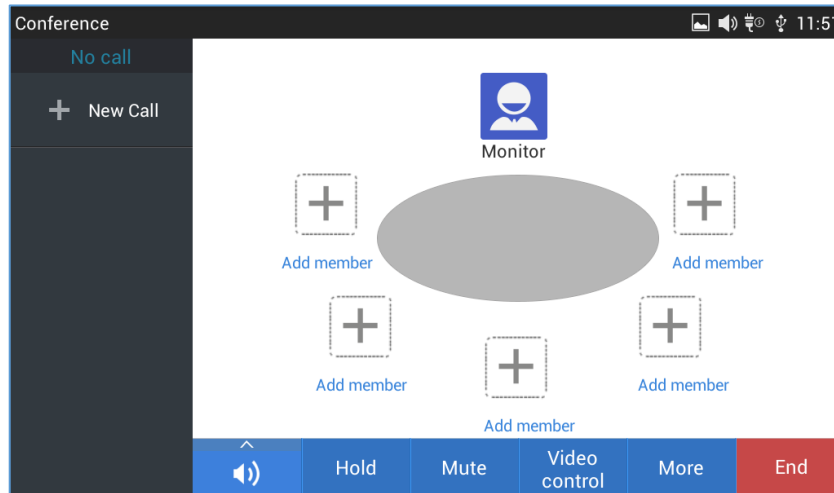 Conference
11:51
No call
New Call
Monitor
Add member
Add member
Add member
Add member
Add member
Hold
Mute
Video
control
More
End